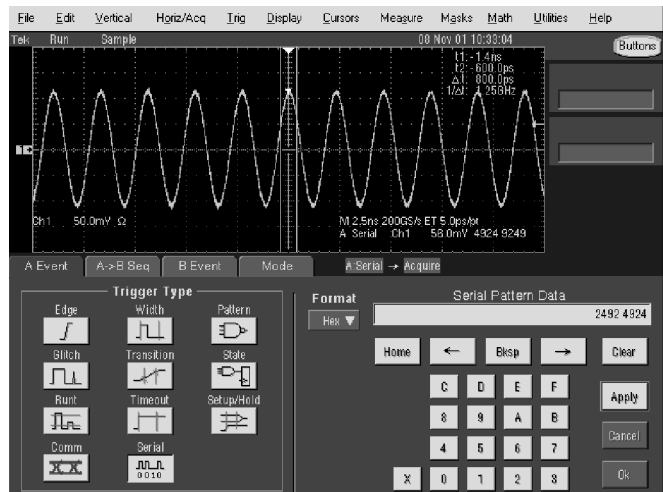 File Edit Vertical Horiz/Acq Trig Display Cursors Measure Masks Math Utilities Help
Tek Run Sample 08 Nov 01 10:33:04
Buttons
t1: -1.4ns
t2: -600.0ps
Δt: 800.0ps
1/Δt: 1.25GHz
1
Ch1 50.0mV Ω
M 2.5ns 200GS/s ET 5.0ps/pt
A Serial Ch1 56.0mV 4924 9249
A Event A->B Seq B Event Mode A:Serial → Acquire
Trigger Type
Edge Width Pattern
Glitch Transition State
Runt Timeout Setup/Hold
Comm Serial
0010
Format Serial Pattern Data
Hex 2492 4924
Home ← Bksp → Clear
C D E F
Apply
8 9 A B
Cancel
4 5 6 7
X 0 1 2 3
Ok